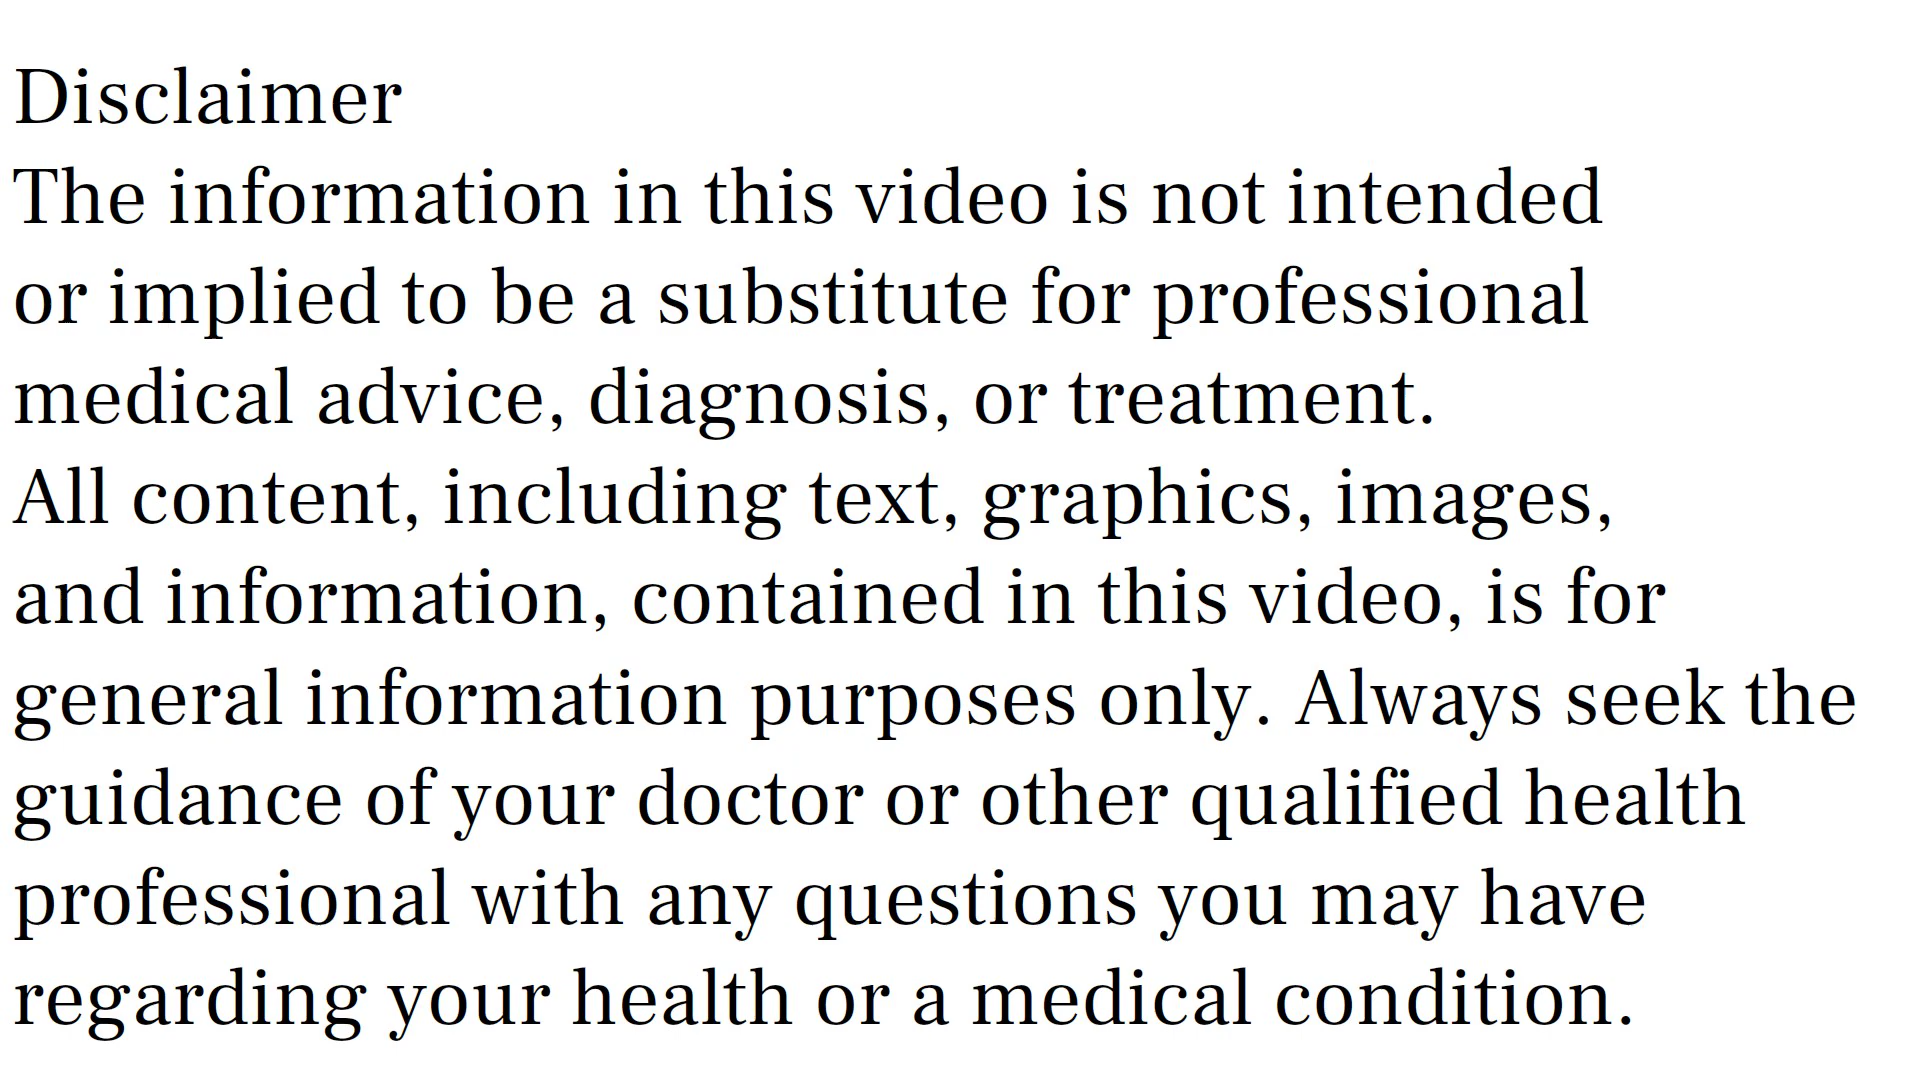 Disclaimer
The information in this video is not intended
or implied to be a substitute for professional
medical advice, diagnosis, or treatment.
All content, including text, graphics, images,
and information, contained in this video, is for
general information purposes only. Always seek the
guidance of your doctor or other qualified health
professional with any questions you may have
regarding your health or a medical condition.